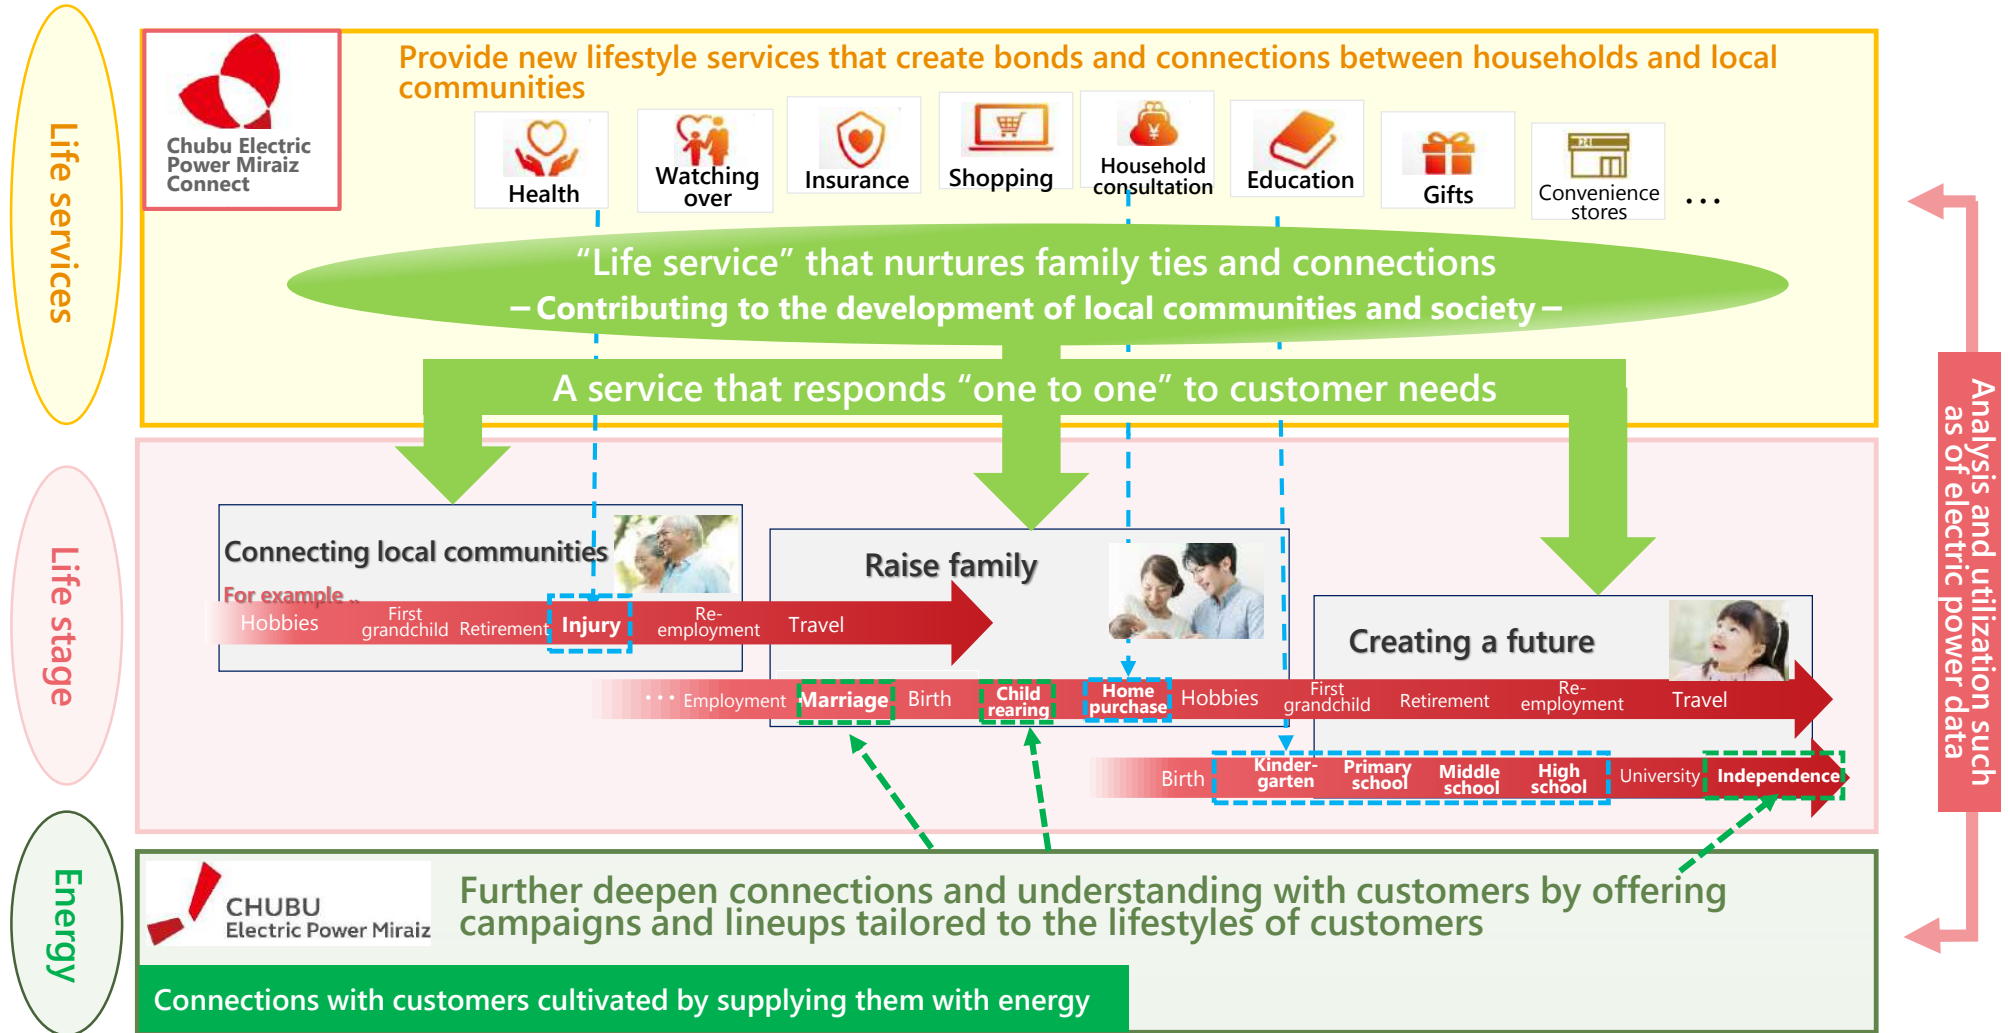 Life services
Chubu Electric
Power Miraiz
Connect
Provide new lifestyle services that create bonds and connections between households and local
communities
Health
Watching
over
Insurance
Shopping
¥
Household
consultation
Education
Gifts
Convenience
stores
…
“Life service” that nurtures family ties and connections
– Contributing to the development of local communities and society –
A service that responds “one to one” to customer needs
Life stage
Connecting local communities
For example ..
Hobbies
First
grandchild
Retirement
Injury
Re-
employment
Travel
Raise family
… Employment
Marriage
Birth
Child
rearing
Home
purchase
Hobbies
First
grandchild
Retirement
Re-
employment
Travel
Creating a future
Birth
Kinder-
garten
Primary
school
Middle
school
High
school
University
Independence
Energy
CHUBU
Electric Power Miraiz
Further deepen connections and understanding with customers by offering
campaigns and lineups tailored to the lifestyles of customers
Connections with customers cultivated by supplying them with energy
Analysis and utilization such
as of electric power data